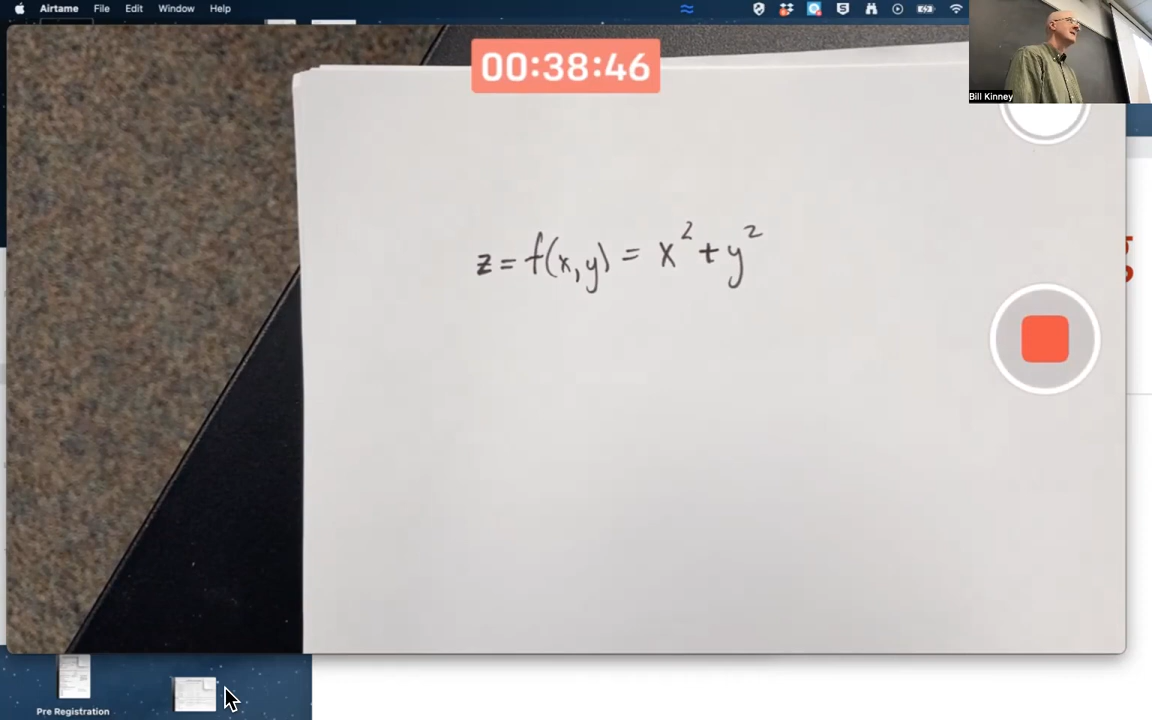 Airtame File Edit Window Help
00:38:46
Bill Kinney
z = f(x,y) = x² + y²
Pre Registration